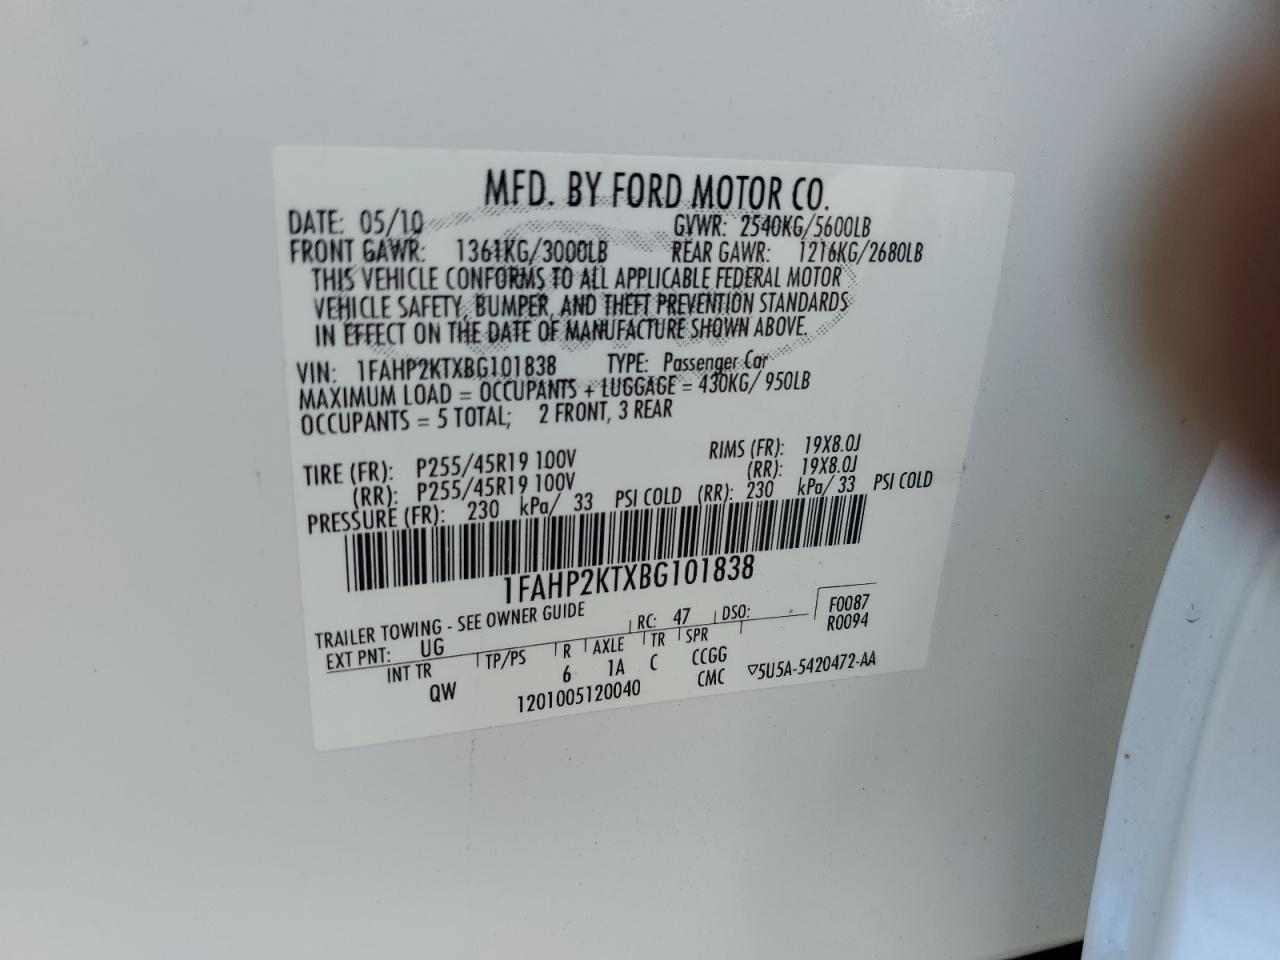 MFD. BY FORD MOTOR CO.
DATE: 05/10 GVWR: 2540KG/5600LB
FRONT GAWR: 1361KG/3000LB REAR GAWR: 1216KG/2680LB
THIS VEHICLE CONFORMS TO ALL APPLICABLE FEDERAL MOTOR
VEHICLE SAFETY, BUMPER, AND THEFT PREVENTION STANDARDS
IN EFFECT ON THE DATE OF MANUFACTURE SHOWN ABOVE.
VIN: 1FAHP2KTXBG101838 TYPE: Passenger Car
MAXIMUM LOAD = OCCUPANTS + LUGGAGE = 430KG/ 950LB
OCCUPANTS = 5 TOTAL; 2 FRONT, 3 REAR
TIRE (FR): P255/45R19 100V RIMS (FR): 19X8.0J
(RR): P255/45R19 100V (RR): 19X8.0J
PRESSURE (FR): 230 kPa/ 33 PSI COLD (RR): 230 kPa/ 33 PSI COLD
1FAHP2KTXBG101838
TRAILER TOWING - SEE OWNER GUIDE
EXT PNT: UG RC: 47 DSO: F0087
R0094
INT TR TP/PS R AXLE TR SPR
QW 6 1A C CCGG
CMC ▽5U5A-5420472-AA
1201005120040